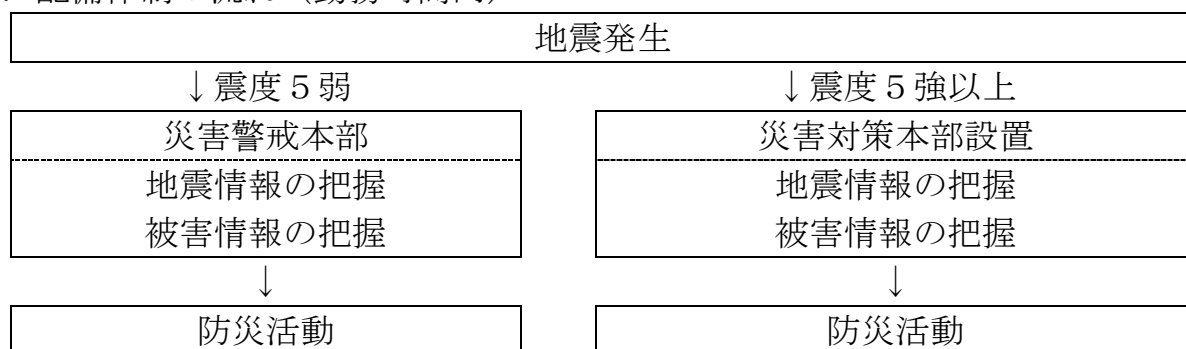 地震発生
↓震度５弱
↓震度５強以上
災害警戒本部
災害対策本部設置
地震情報の把握
地震情報の把握
被害情報の把握
被害情報の把握
↓
↓
防災活動
防災活動